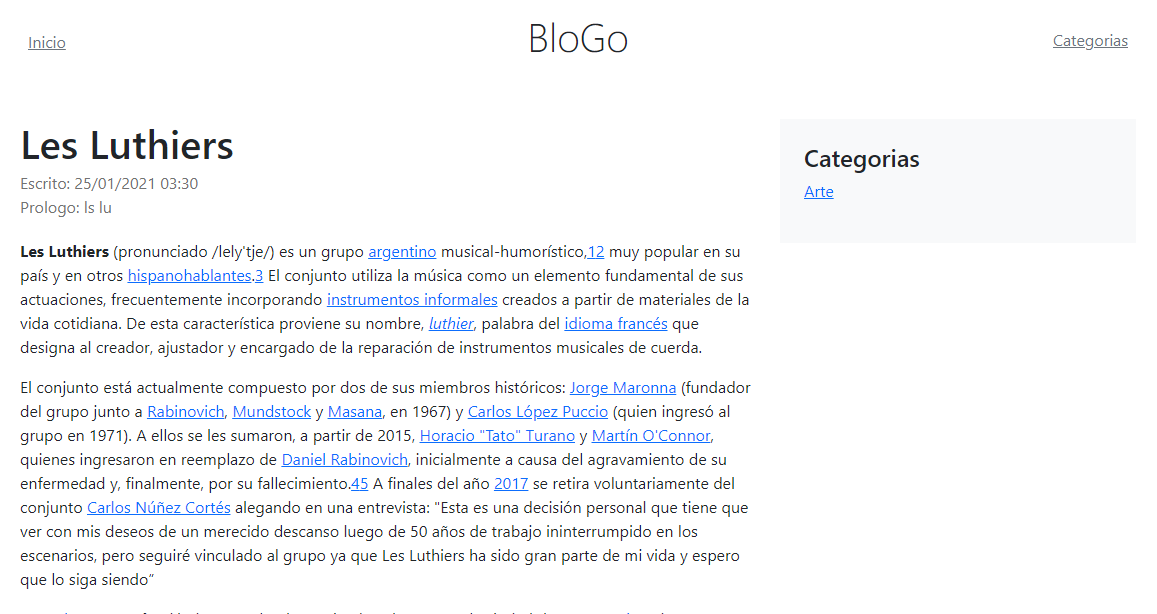 Inicio
BloGo
Categorias
Les Luthiers
Escrito: 25/01/2021 03:30
Prologo: ls lu
Les Luthiers (pronunciado /lely'tje/) es un grupo argentino musical-humorístico,12 muy popular en su
país y en otros hispanohablantes.3 El conjunto utiliza la música como un elemento fundamental de sus
actuaciones, frecuentemente incorporando instrumentos informales creados a partir de materiales de la
vida cotidiana. De esta característica proviene su nombre, luthier, palabra del idioma francés que
designa al creador, ajustador y encargado de la reparación de instrumentos musicales de cuerda.
El conjunto está actualmente compuesto por dos de sus miembros históricos: Jorge Maronna (fundador
del grupo junto a Rabinovich, Mundstock y Masana, en 1967) y Carlos López Puccio (quien ingresó al
grupo en 1971). A ellos se les sumaron, a partir de 2015, Horacio "Tato" Turano y Martín O'Connor,
quienes ingresaron en reemplazo de Daniel Rabinovich, inicialmente a causa del agravamiento de su
enfermedad y, finalmente, por su fallecimiento.45 A finales del año 2017 se retira voluntariamente del
conjunto Carlos Núñez Cortés alegando en una entrevista: "Esta es una decisión personal que tiene que
ver con mis deseos de un merecido descanso luego de 50 años de trabajo ininterrumpido en los
escenarios, pero seguiré vinculado al grupo ya que Les Luthiers ha sido gran parte de mi vida y espero
que lo siga siendo"
Categorias
Arte